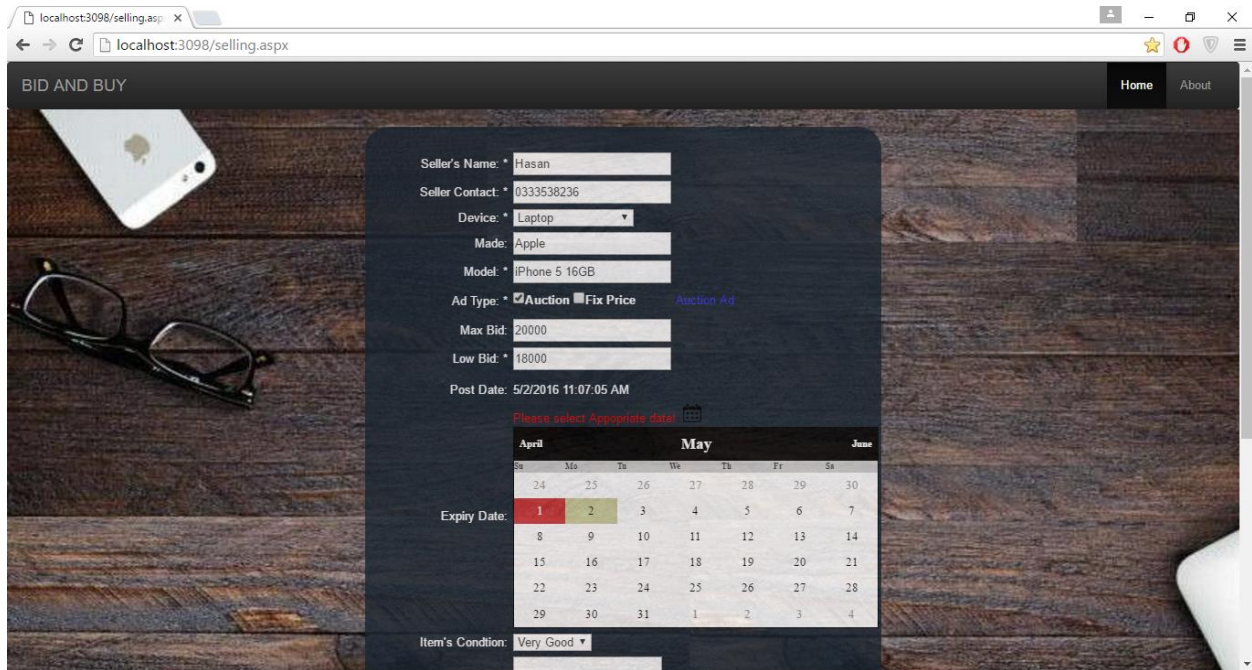 localhost:3098/selling.asp
localhost:3098/selling.aspx
BID AND BUY
Home About
Seller's Name: * Hasan
Seller Contact: * 0333538236
Device: * Laptop
Made: Apple
Model: * iPhone 5 16GB
Ad Type: * Auction Fix Price Auction Ad
Max Bid: 20000
Low Bid: * 18000
Post Date: 5/2/2016 11:07:05 AM
Please select Appopriate date!
April May June
Su Mo Tu We Th Fr Sa
24 25 26 27 28 29 30
Expiry Date: 1 2 3 4 5 6 7
8 9 10 11 12 13 14
15 16 17 18 19 20 21
22 23 24 25 26 27 28
29 30 31 1 2 3 4
Item's Condtion: Very Good